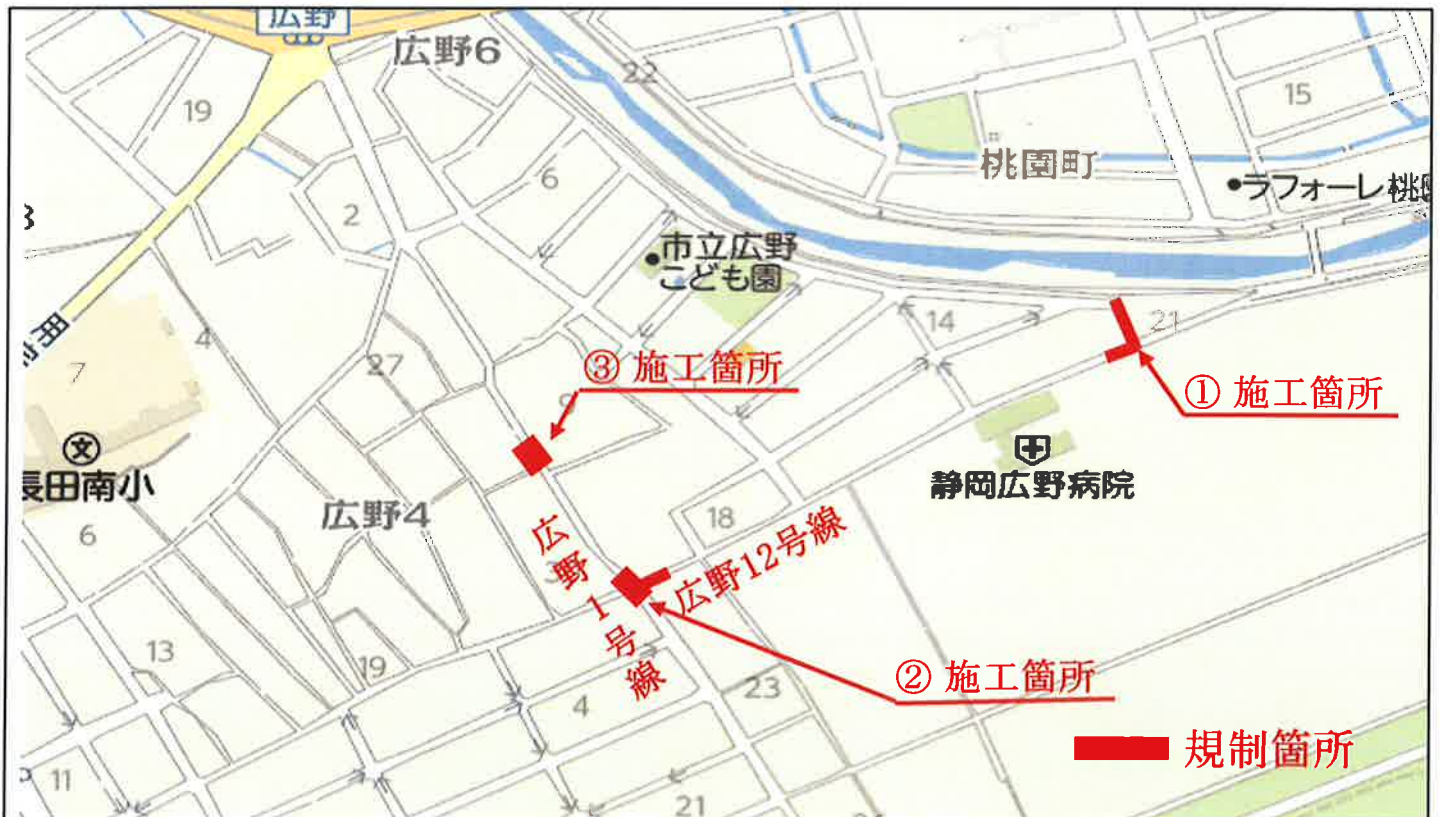 広野
広野6
22
15
19
桃園町
6
ラフォーレ桃
2
市立広野
こども園
14
21
4
27
7
③ 施工箇所
9
① 施工箇所
長田南小
静岡広野病院
広野4
18
6
広野1号線
広野12号線
13
19
② 施工箇所
23
4
規制箇所
11
21